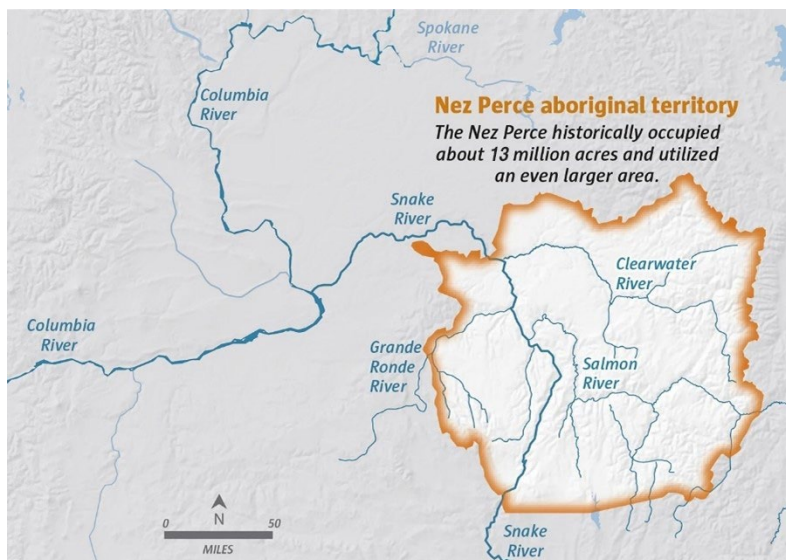 Spokane
River
Columbia
River
Nez Perce aboriginal territory
The Nez Perce historically occupied
about 13 million acres and utilized
an even larger area.
Snake
River
Clearwater
River
Columbia
River
Grande
Ronde
River
Salmon
River
N
0 50
MILES
Snake
River